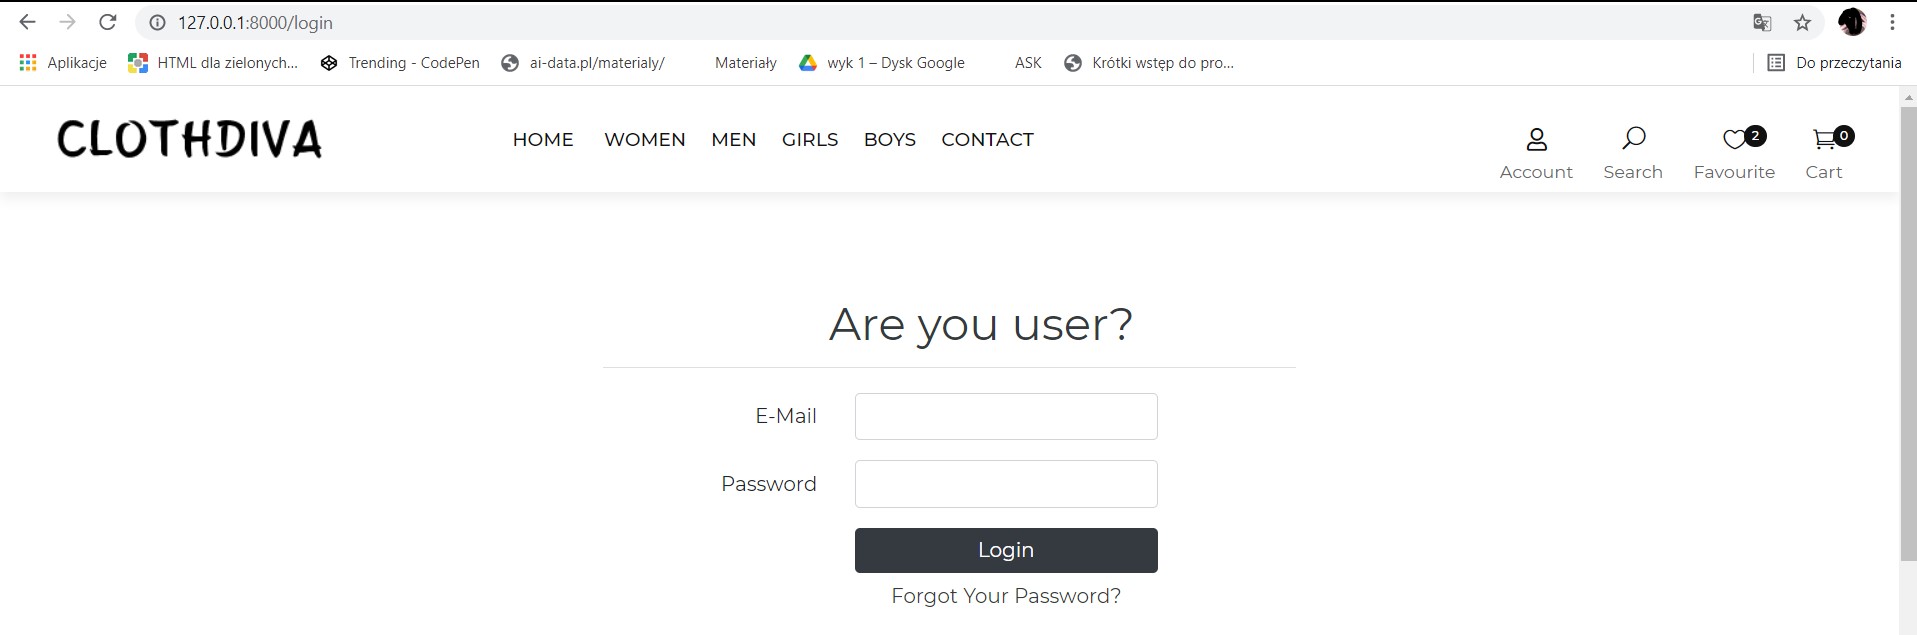 127.0.0.1:8000/login
Aplikacje HTML dla zielonych... Trending - CodePen ai-data.pl/materialy/ Materiały wyk 1 – Dysk Google ASK Krótki wstęp do pro... Do przeczytania
CLOTHDIVA HOME WOMEN MEN GIRLS BOYS CONTACT 2 0
Account Search Favourite Cart
Are you user?
E-Mail
Password
Login
Forgot Your Password?